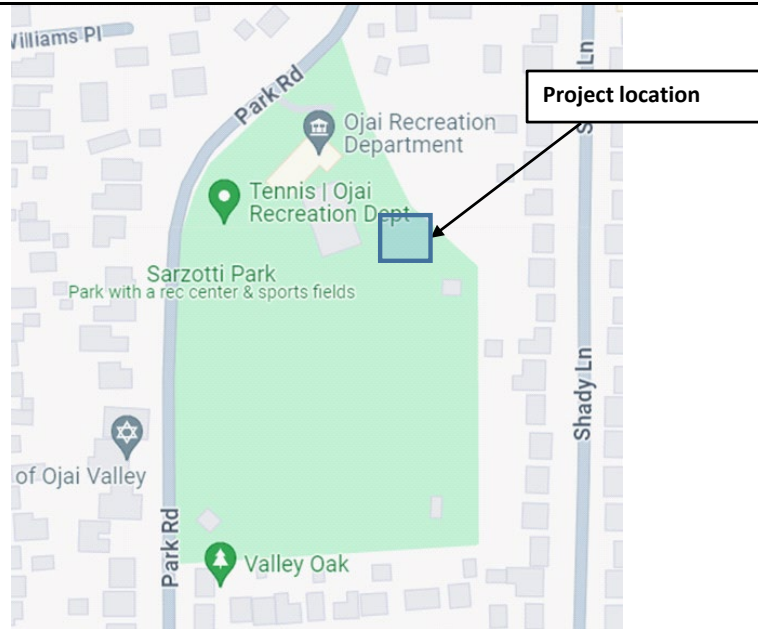 Williams Pl
Park Rd
Project location
Ojai Recreation
Department
Tennis | Ojai
Recreation Dept
Sarzotti Park
Park with a rec center & sports fields
Shady Ln
of Ojai Valley
Park Rd
Valley Oak